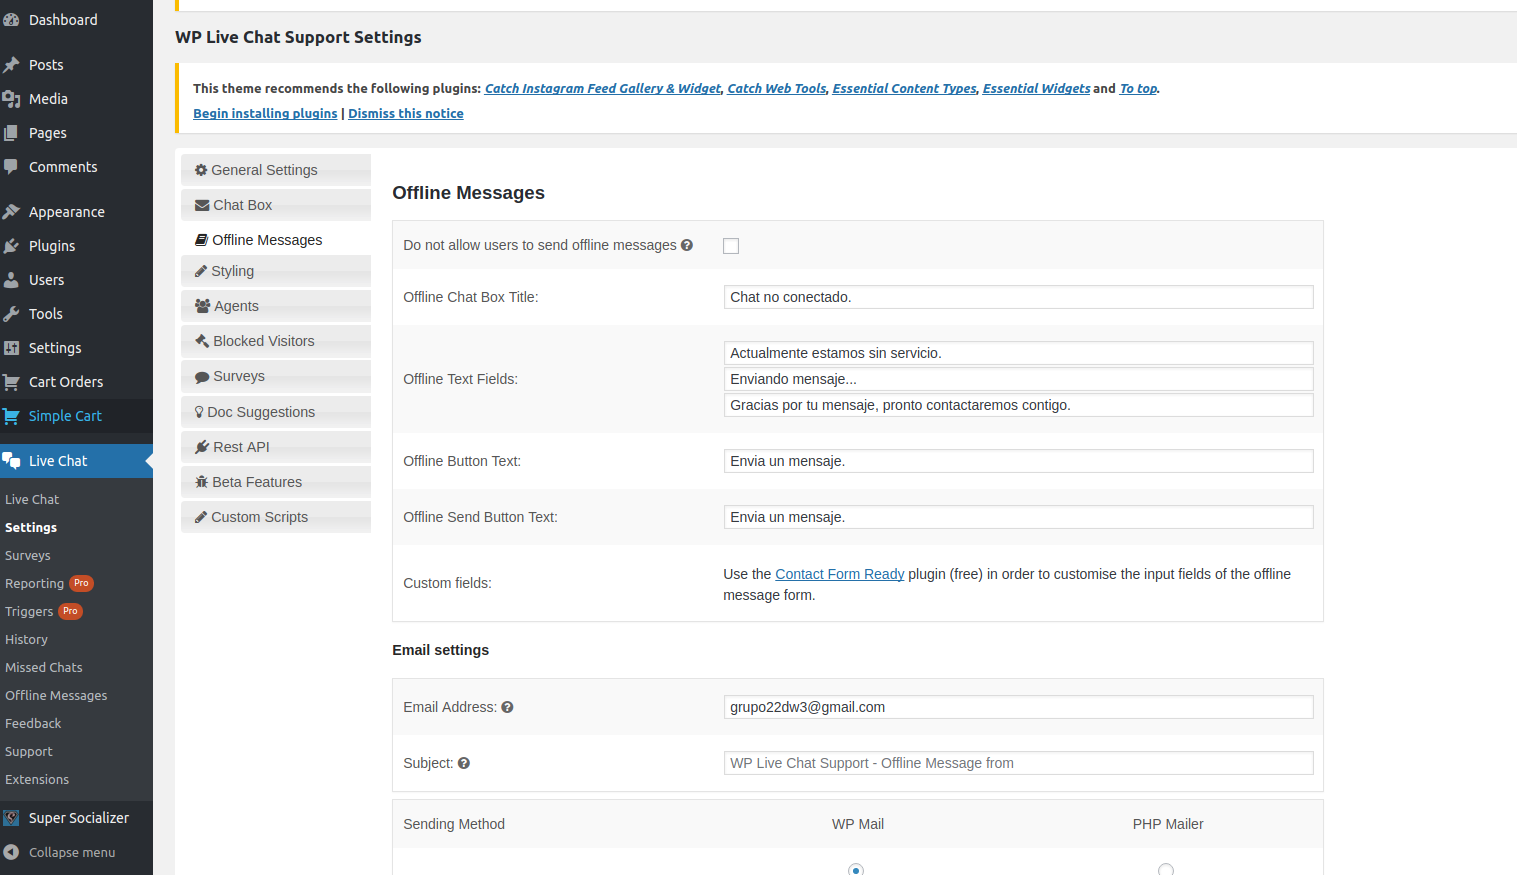 Dashboard
Posts
Media
Pages
Comments
Appearance
Plugins
Users
Tools
Settings
Cart Orders
Simple Cart
Live Chat
Live Chat
Settings
Surveys
Reporting Pro
Triggers Pro
History
Missed Chats
Offline Messages
Feedback
Support
Extensions
Super Socializer
Collapse menu
WP Live Chat Support Settings
This theme recommends the following plugins: Catch Instagram Feed Gallery & Widget, Catch Web Tools, Essential Content Types, Essential Widgets and To top.
Begin installing plugins | Dismiss this notice
General Settings
Chat Box
Offline Messages
Styling
Agents
Blocked Visitors
Surveys
Doc Suggestions
Rest API
Beta Features
Custom Scripts
Offline Messages
Do not allow users to send offline messages ?
Offline Chat Box Title: Chat no conectado.
Offline Text Fields: Actualmente estamos sin servicio.
Enviando mensaje...
Gracias por tu mensaje, pronto contactaremos contigo.
Offline Button Text: Envia un mensaje.
Offline Send Button Text: Envia un mensaje.
Custom fields: Use the Contact Form Ready plugin (free) in order to customise the input fields of the offline
message form.
Email settings
Email Address: ? grupo22dw3@gmail.com
Subject: ? WP Live Chat Support - Offline Message from
Sending Method WP Mail PHP Mailer